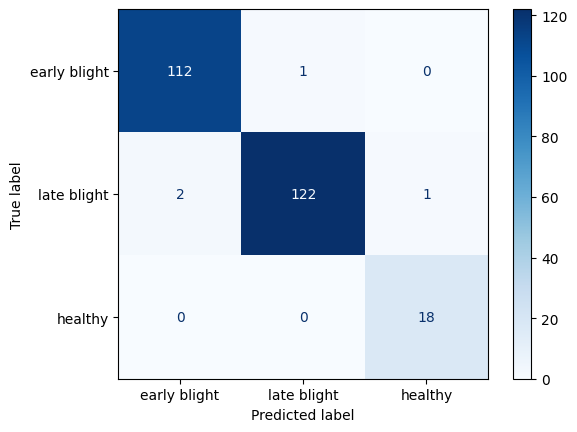 early blight
late blight
healthy
True label
112 1 0
2 122 1
0 0 18
early blight late blight healthy
Predicted label
120
100
80
60
40
20
0